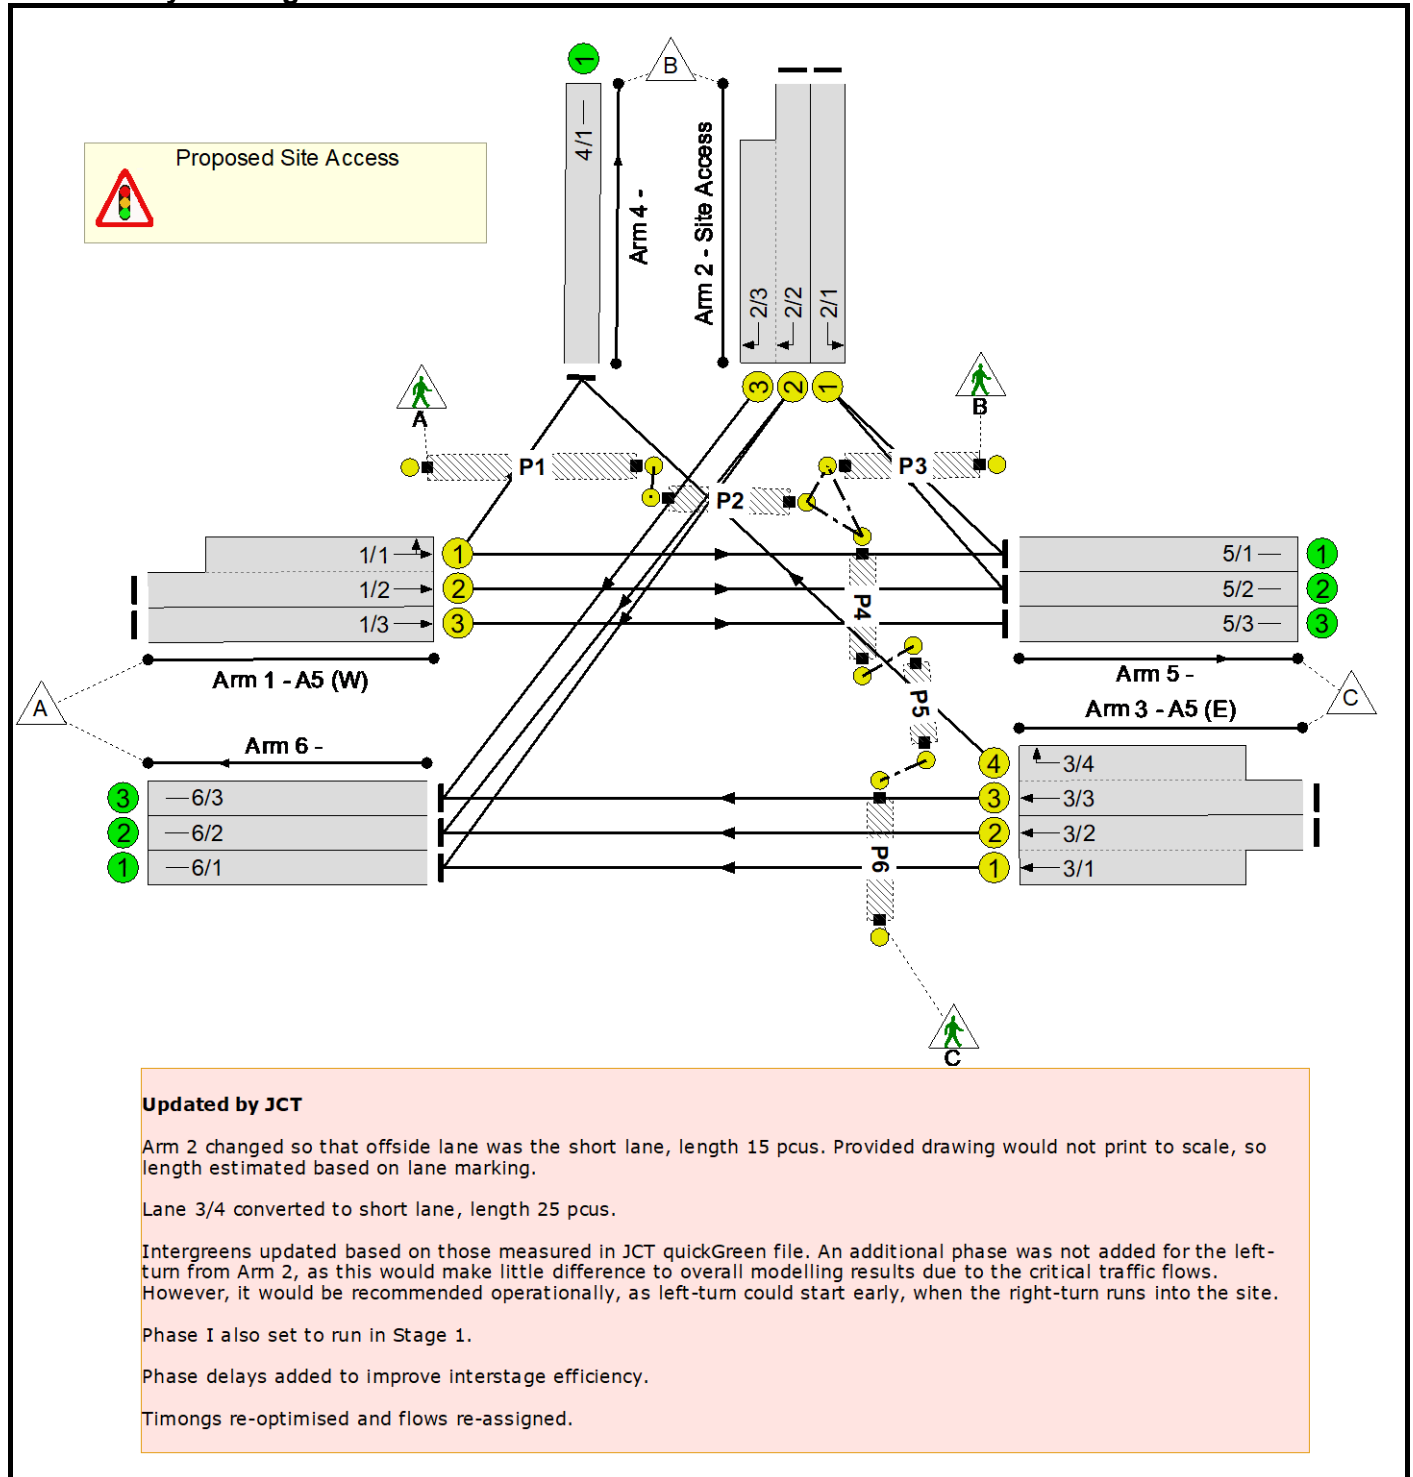 1
B
Proposed Site Access
4/1
Arm 4 -
Arm 2 - Site Access
2/3
2/2
2/1
A
B
3
2
1
P1
P2
P3
1/1
1
1/2
2
1/3
3
P4
5/1
1
5/2
2
5/3
3
Arm 1 - A5 (W)
Arm 5 -
A
C
P5
Arm 3 - A5 (E)
Arm 6 -
4
3/4
3
6/3
3
3/3
2
6/2
2
3/2
1
6/1
P6
1
3/1
C
Updated by JCT
Arm 2 changed so that offside lane was the short lane, length 15 pcus. Provided drawing would not print to scale, so
length estimated based on lane marking.
Lane 3/4 converted to short lane, length 25 pcus.
Intergreens updated based on those measured in JCT quickGreen file. An additional phase was not added for the left-
turn from Arm 2, as this would make little difference to overall modelling results due to the critical traffic flows.
However, it would be recommended operationally, as left-turn could start early, when the right-turn runs into the site.
Phase I also set to run in Stage 1.
Phase delays added to improve interstage efficiency.
Timongs re-optimised and flows re-assigned.